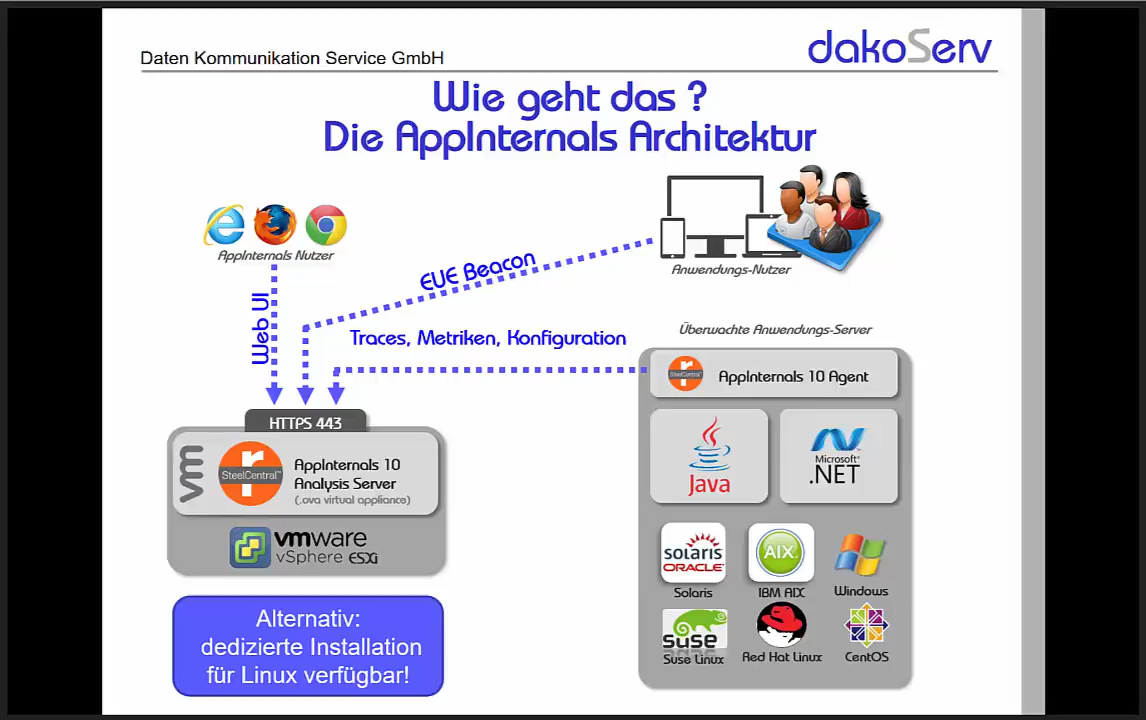 Daten Kommunikation Service GmbH
dakoServ
Wie geht das ?
Die AppInternals Architektur
AppInternals Nutzer
Anwendungs-Nutzer
EUE Beacon
Web UI
Traces, Metriken, Konfiguration
Überwachte Anwendungs-Server
SteelCentral™
AppInternals 10 Agent
HTTPS 443
vm
SteelCentral™
AppInternals 10
Analysis Server
(.ova virtual appliance)
vmware
vSphere ESXi
Java
Microsoft®
.NET
solaris
ORACLE
Solaris
AIX
IBM AIX
Windows
suse
Suse Linux
Red Hat Linux
CentOS
Alternativ:
dedizierte Installation
für Linux verfügbar!